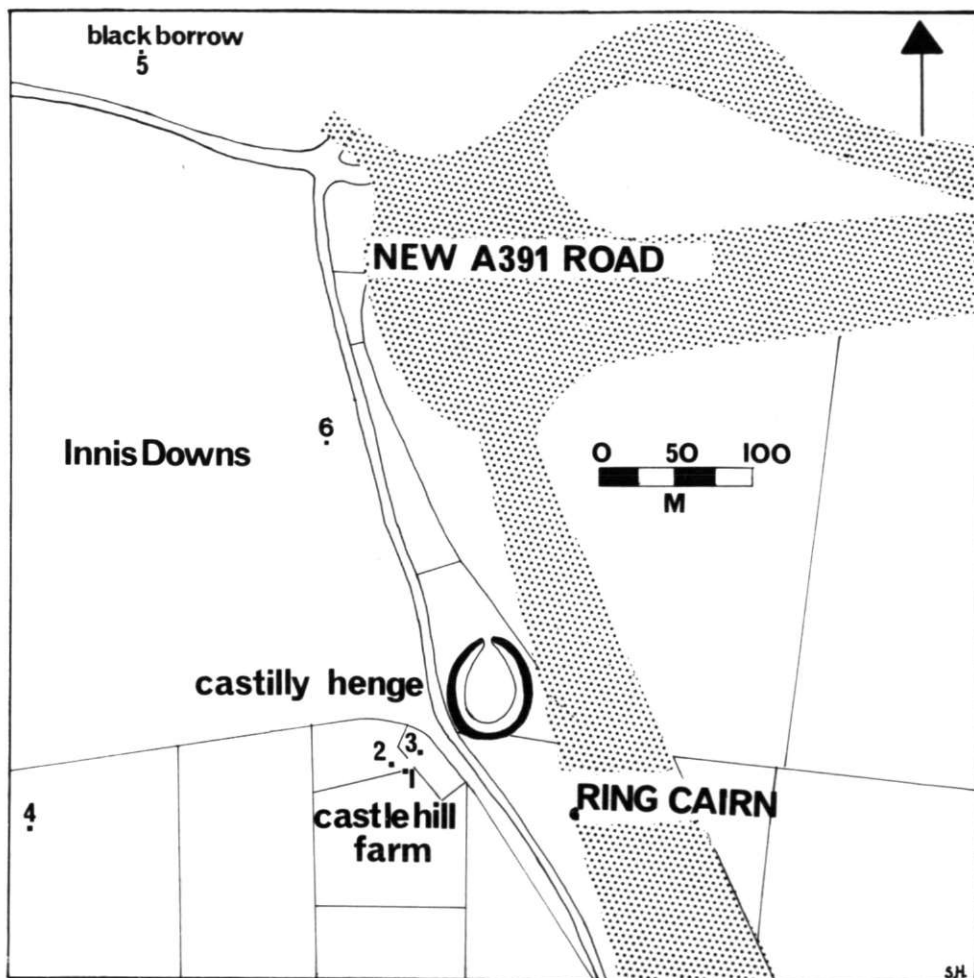 black borrow
5
NEW A391 ROAD
6
Innis Downs
0 50 100
M
castilly henge
3
2
1
4
castle hill
farm
RING CAIRN
S.H.